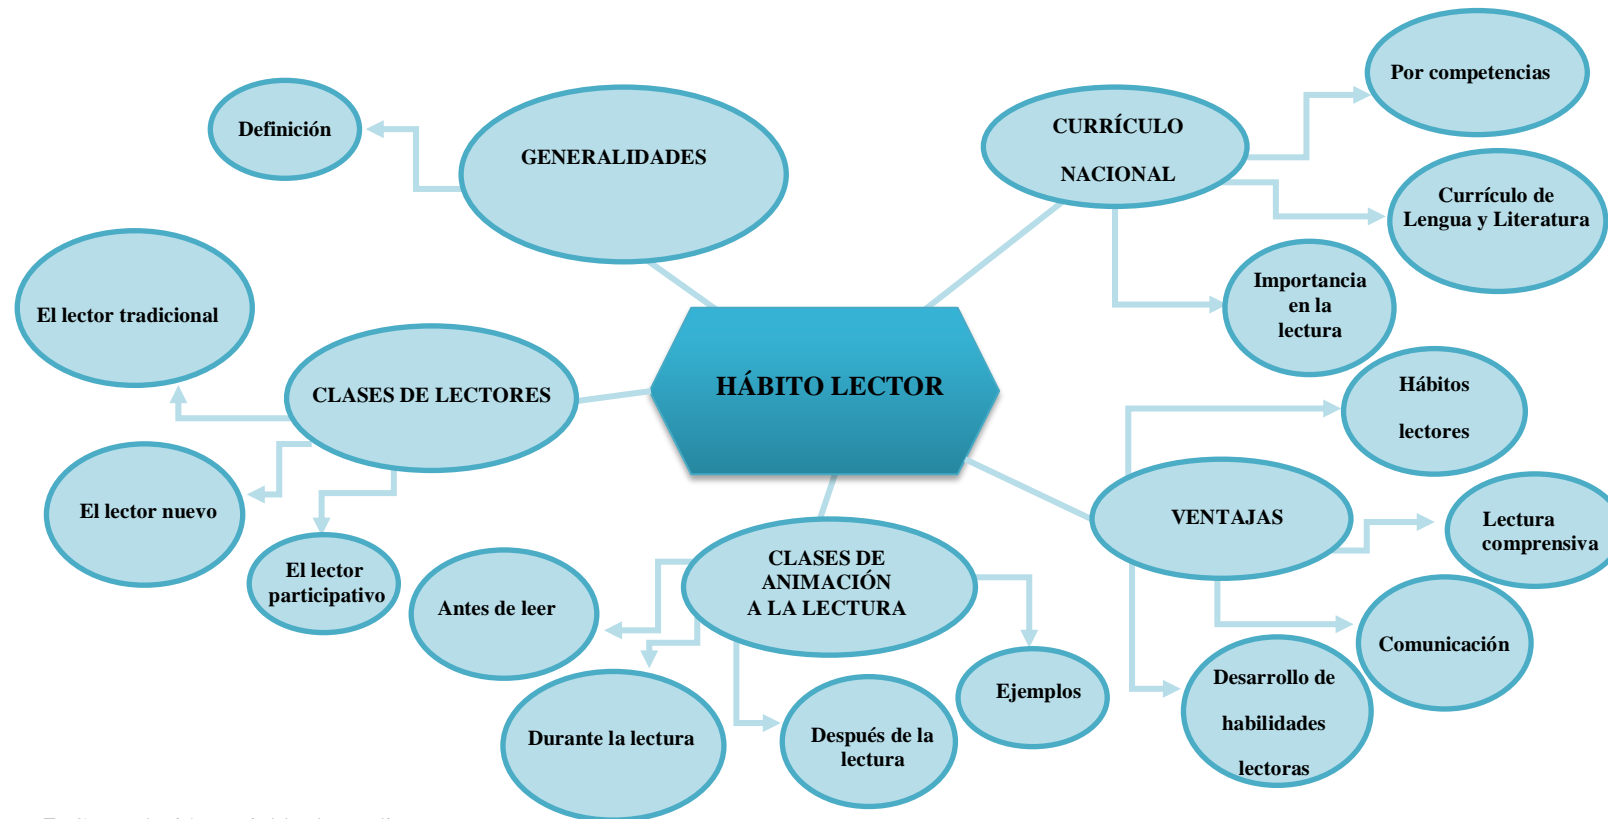 Por competencias
Definición
GENERALIDADES
CURRÍCULO
NACIONAL
Currículo de
Lengua y Literatura
Importancia
en la
lectura
El lector tradicional
CLASES DE LECTORES
HÁBITO LECTOR
Hábitos
lectores
El lector nuevo
VENTAJAS
Lectura
comprensiva
El lector
participativo
Antes de leer
CLASES DE
ANIMACIÓN
A LA LECTURA
Comunicación
Ejemplos
Desarrollo de
habilidades
lectoras
Durante la lectura
Después de la
lectura